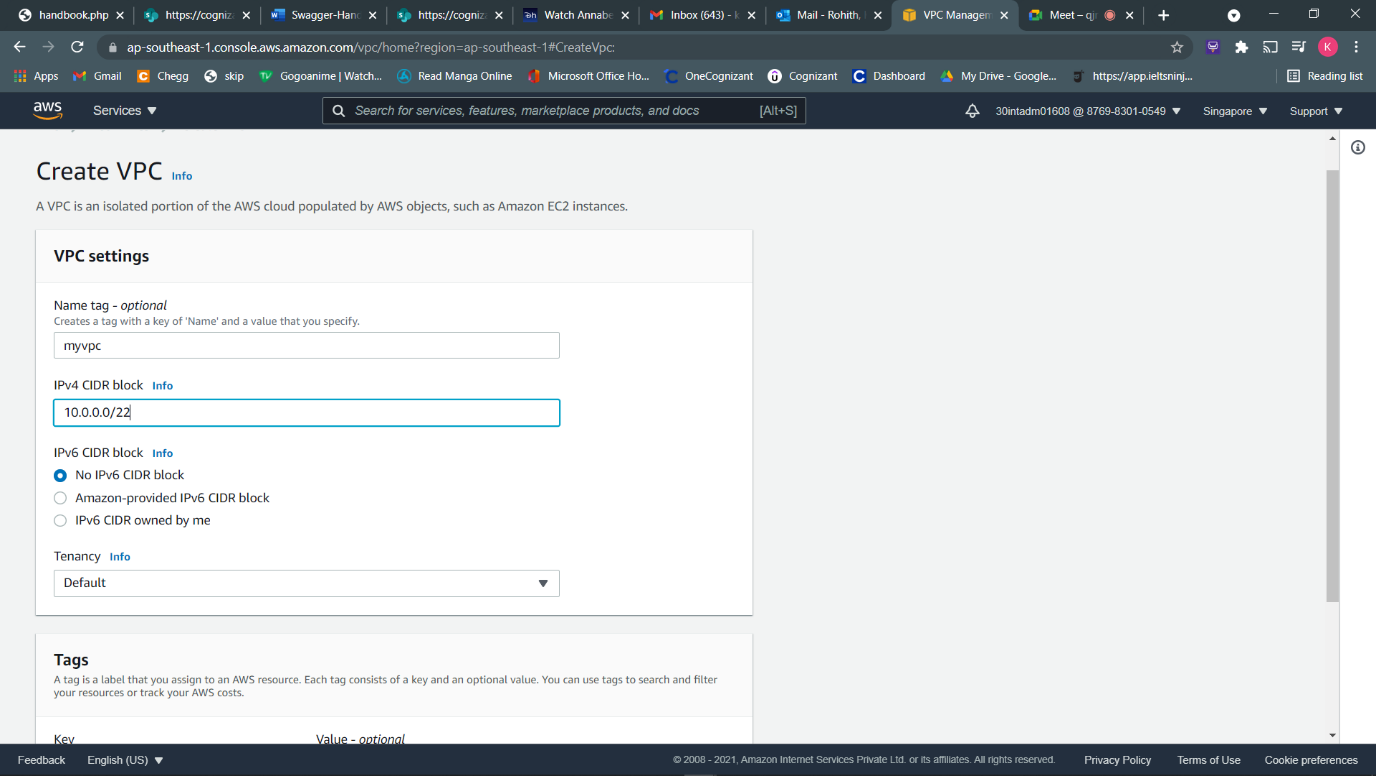 handbook.php
https://cogniz
Swagger-Han
https://cogniz
Watch Annabe
Inbox (643) - k
Mail - Rohith,
VPC Managem
Meet – qjr
ap-southeast-1.console.aws.amazon.com/vpc/home?region=ap-southeast-1#CreateVpc:
K
Apps
Gmail
Chegg
skip
Gogoanime | Watch...
Read Manga Online
Microsoft Office Ho...
OneCognizant
Cognizant
Dashboard
My Drive - Google...
https://app.ieltsninj...
Reading list
aws
Services
Search for services, features, marketplace products, and docs [Alt+S]
30intadm01608 @ 8769-8301-0549
Singapore
Support
Create VPC Info
A VPC is an isolated portion of the AWS cloud populated by AWS objects, such as Amazon EC2 instances.
VPC settings
Name tag - optional
Creates a tag with a key of 'Name' and a value that you specify.
myvpc
IPv4 CIDR block Info
10.0.0.0/22
IPv6 CIDR block Info
No IPv6 CIDR block
Amazon-provided IPv6 CIDR block
IPv6 CIDR owned by me
Tenancy Info
Default
Tags
A tag is a label that you assign to an AWS resource. Each tag consists of a key and an optional value. You can use tags to search and filter
your resources or track your AWS costs.
Key Value - optional
Feedback
English (US)
© 2008 - 2021, Amazon Internet Services Private Ltd. or its affiliates. All rights reserved.
Privacy Policy
Terms of Use
Cookie preferences